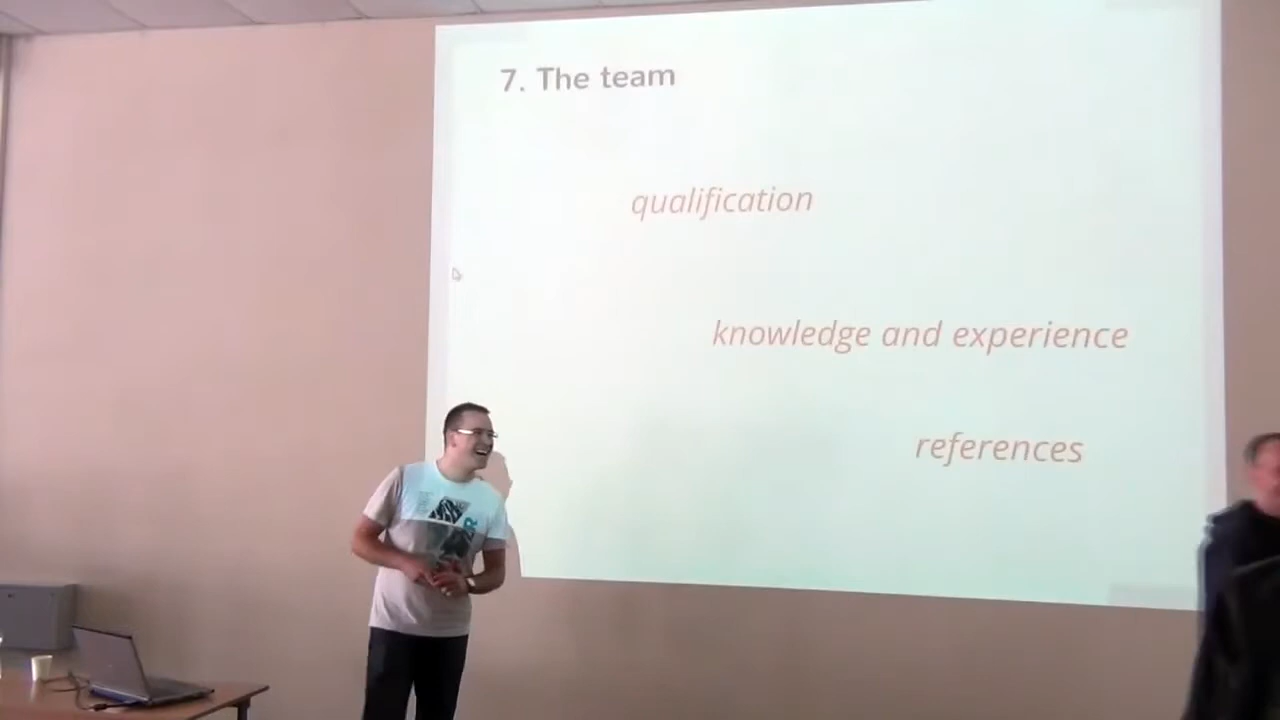 7. The team
qualification
knowledge and experience
references